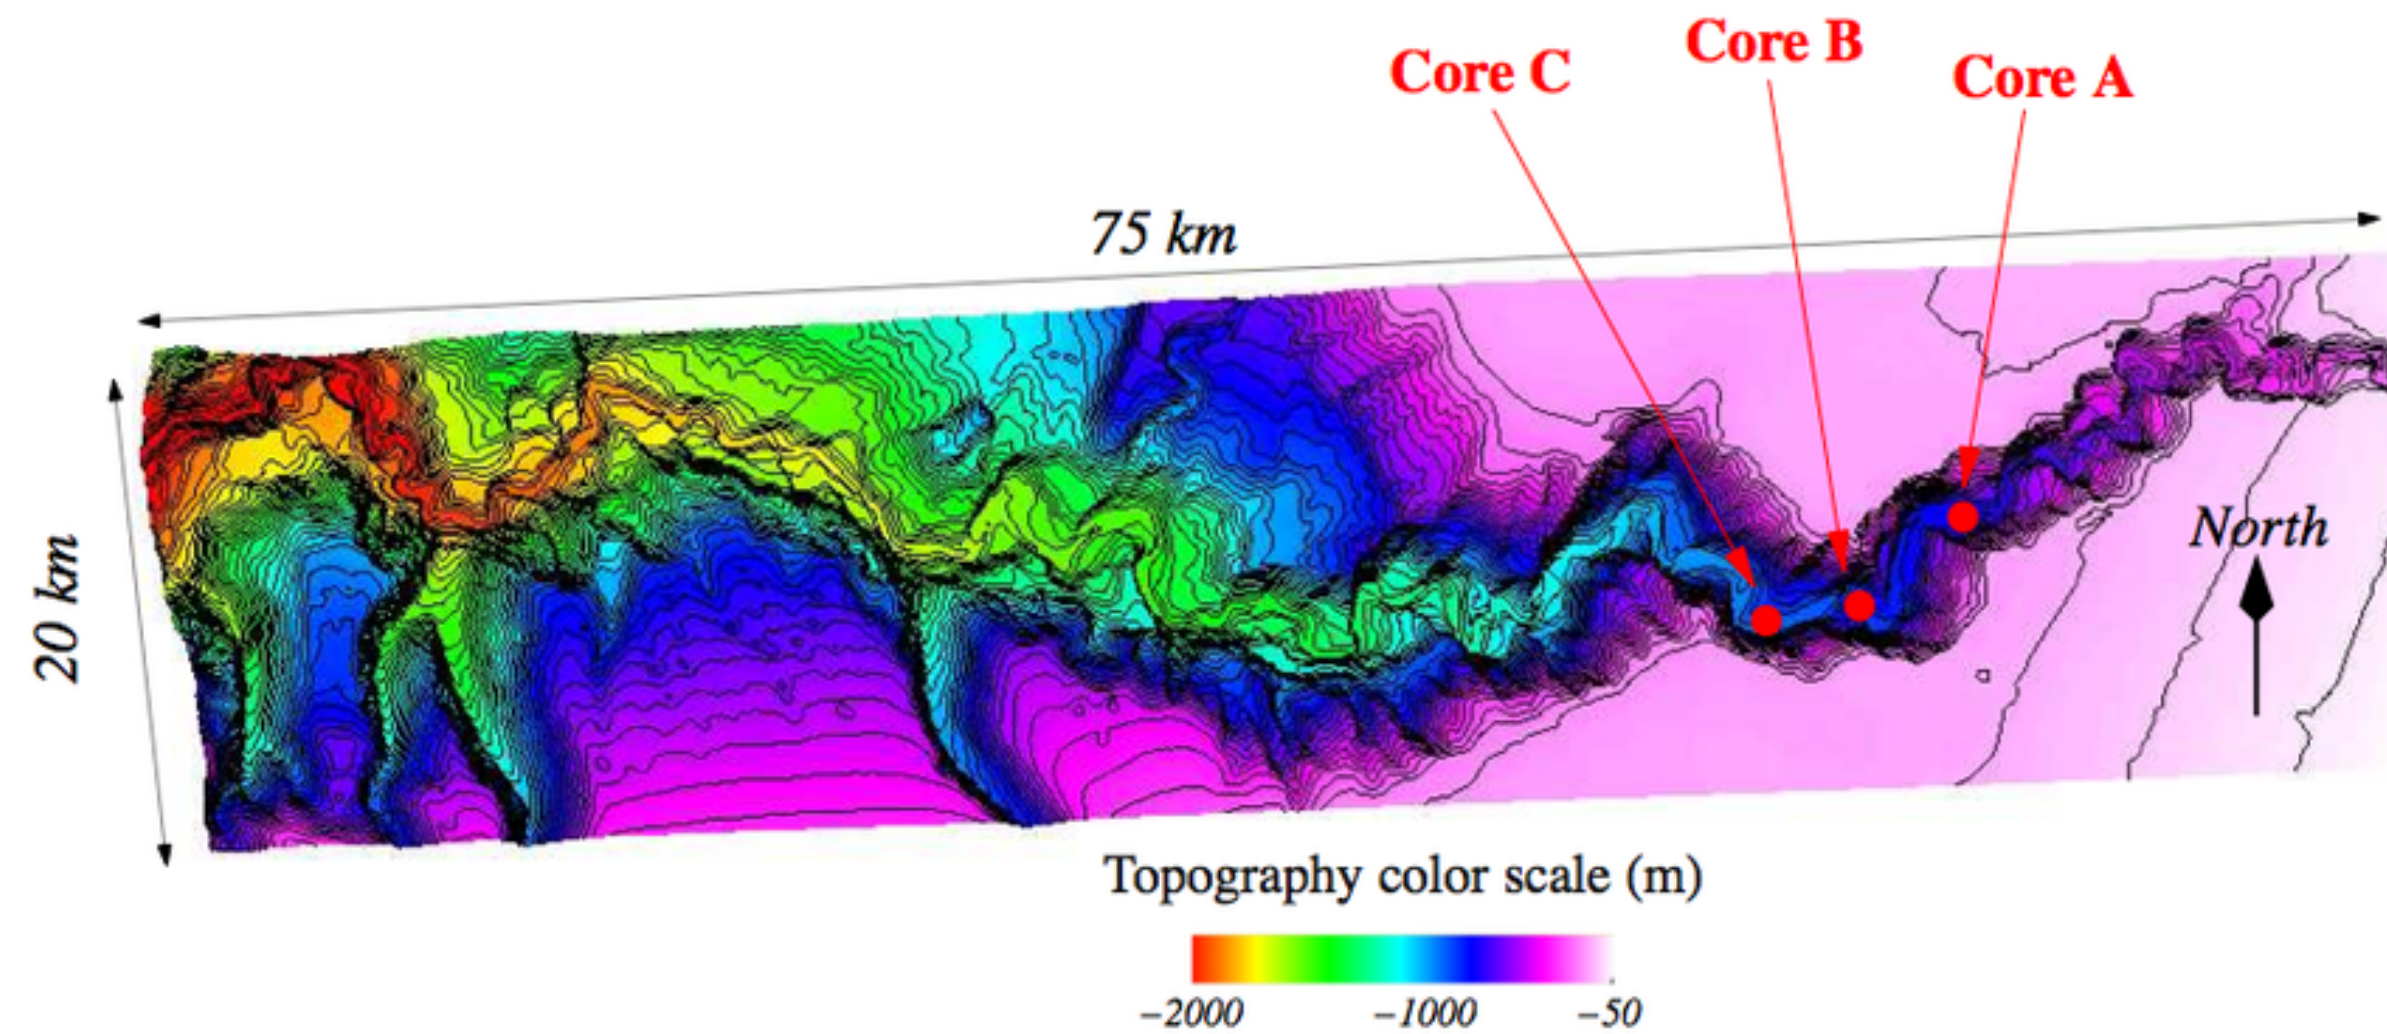 Core B
Core C
Core A
75 km
20 km
North
Topography color scale (m)
−2000
−1000
−50